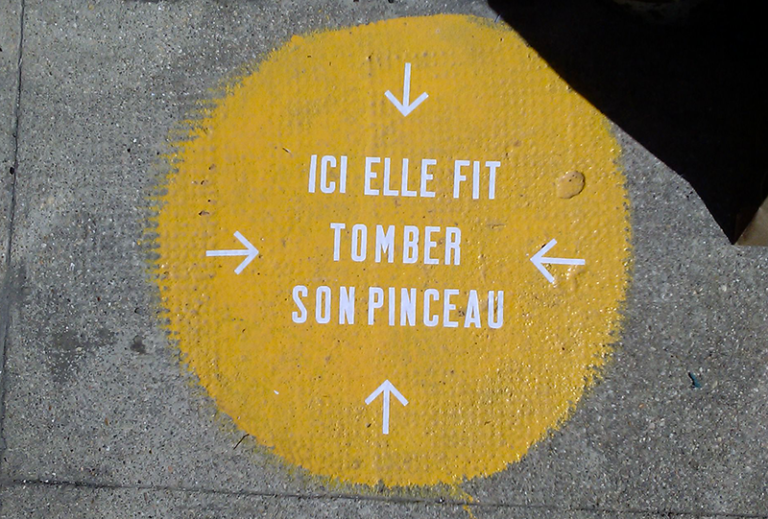 ICI ELLE FIT
TOMBER
SON PINCEAU